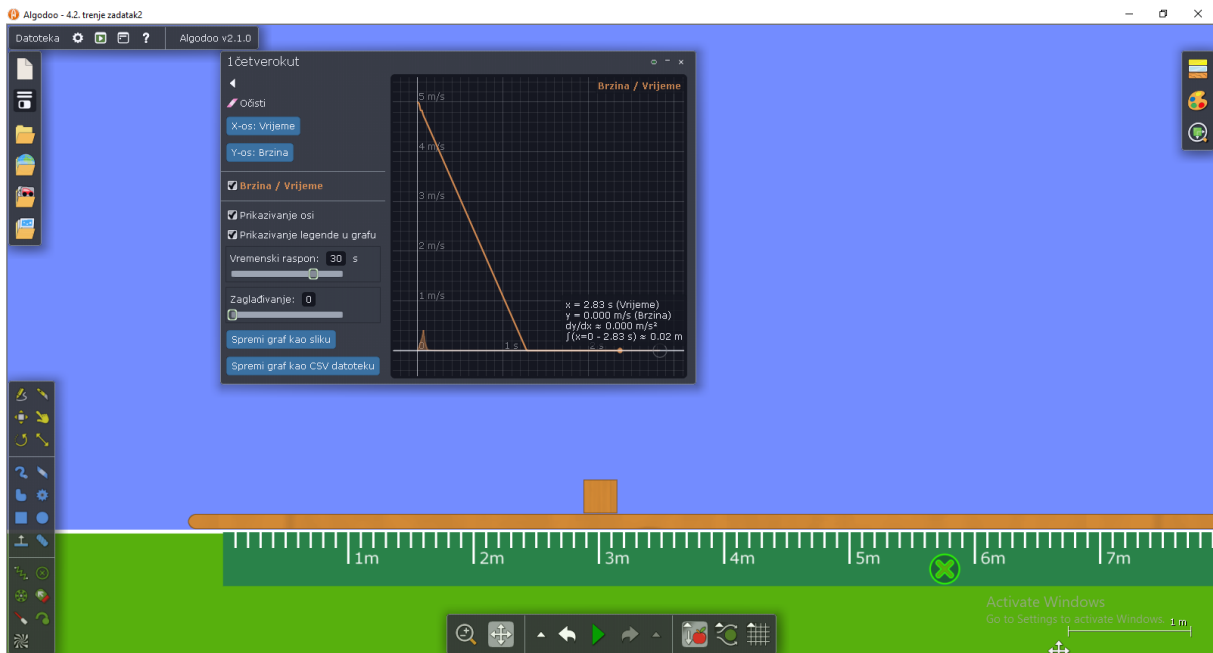 Algodoo - 4.2. trenje zadatak2
Datoteka ? Algodoo v2.1.0
1četverokut
Očisti
X-os: Vrijeme
Y-os: Brzina
Brzina / Vrijeme
Prikazivanje osi
Prikazivanje legende u grafu
Vremenski raspon: 30 s
Zaglađivanje: 0
Spremi graf kao sliku
Spremi graf kao CSV datoteku
Brzina / Vrijeme
5 m/s
4 m/s
3 m/s
2 m/s
1 m/s
0 1 s 2 s
x = 2.83 s (Vrijeme)
y = 0.000 m/s (Brzina)
dy/dx ≈ 0.000 m/s²
∫(x=0 - 2.83 s) ≈ 0.02 m
1m 2m 3m 4m 5m 6m 7m
Activate Windows
Go to Settings to activate Windows.
1 m